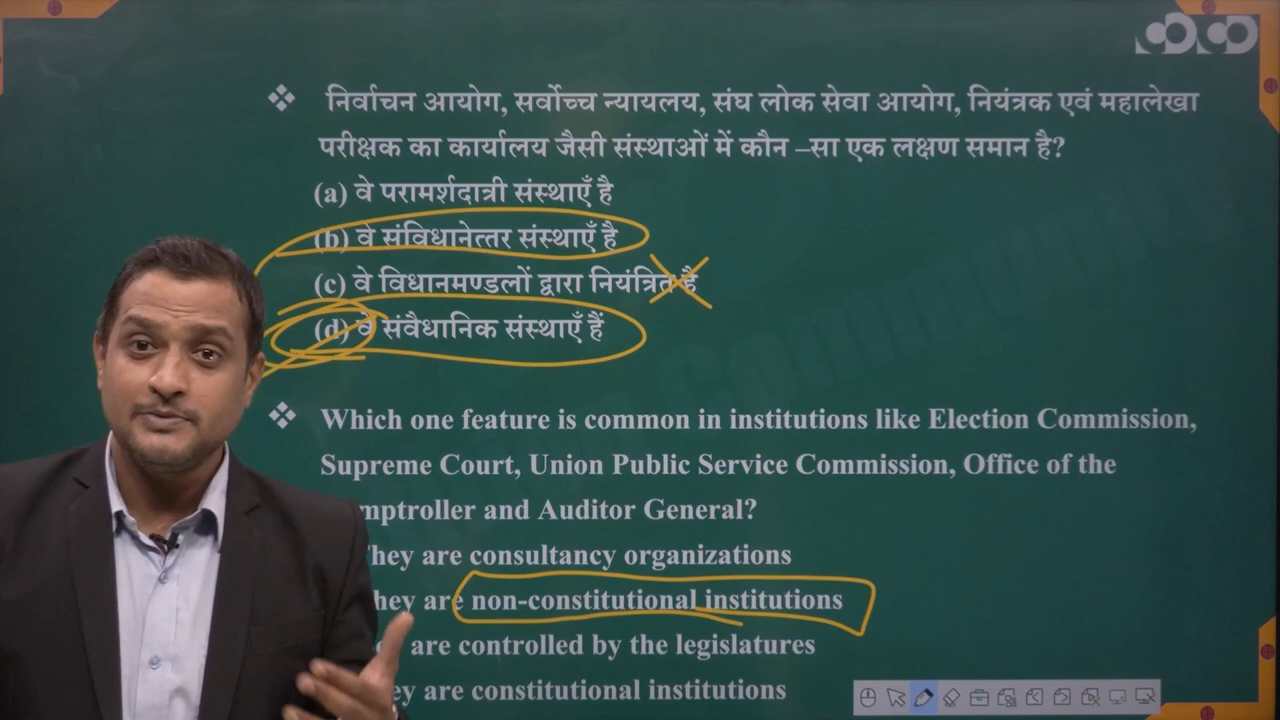 निर्वाचन आयोग, सर्वोच्च न्यायलय, संघ लोक सेवा आयोग, नियंत्रक एवं महालेखा
परीक्षक का कार्यालय जैसी संस्थाओं में कौन –सा एक लक्षण समान है?
(a) वे परामर्शदात्री संस्थाएँ है
(b) वे संविधानेत्तर संस्थाएँ है
(c) वे विधानमण्डलों द्वारा नियंत्रित है
(d) वे संवैधानिक संस्थाएँ हैं
Which one feature is common in institutions like Election Commission,
Supreme Court, Union Public Service Commission, Office of the
mptroller and Auditor General?
They are consultancy organizations
hey are non-constitutional institutions
are controlled by the legislatures
ey are constitutional institutions